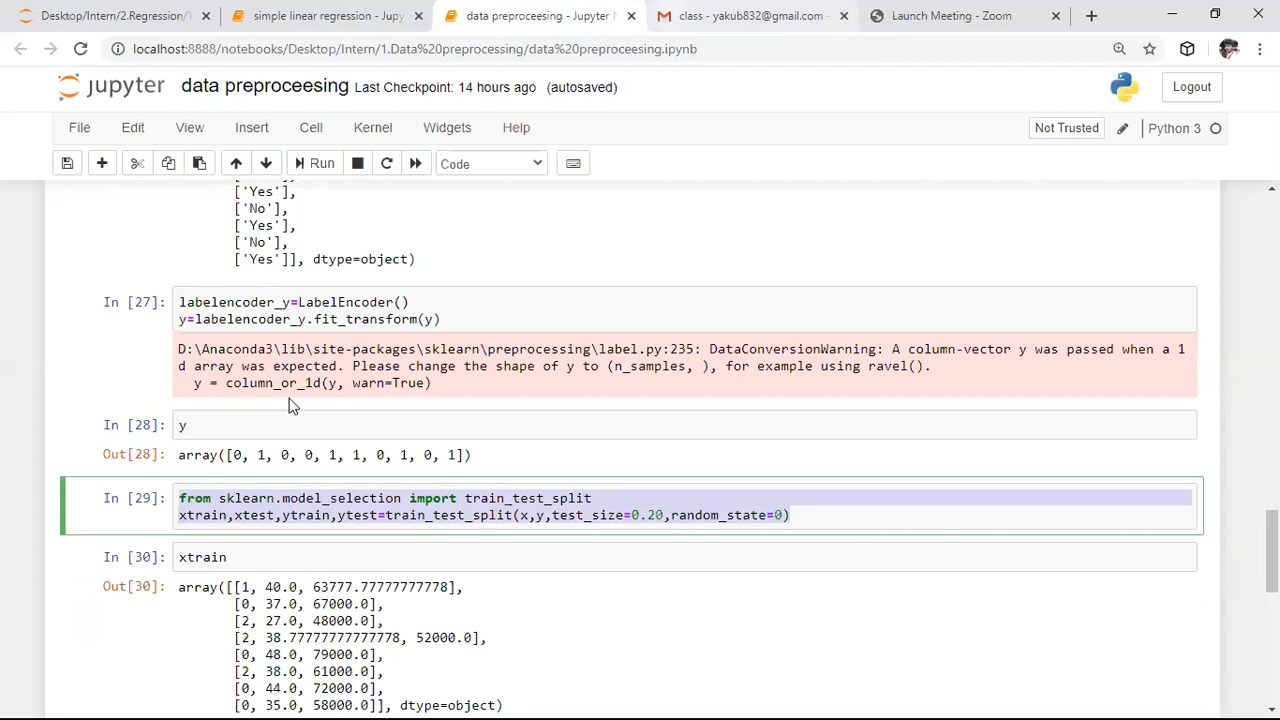 Desktop/Intern/2.Regression/1
simple linear regression - Jupy
data preproceesing - Jupyter N
class - yakub832@gmail.com -
Launch Meeting - Zoom
localhost:8888/notebooks/Desktop/Intern/1.Data%20preprocessing/data%20preproceesing.ipynb
jupyter data preproceesing Last Checkpoint: 14 hours ago (autosaved)
Logout
File Edit View Insert Cell Kernel Widgets Help
Not Trusted
Python 3
Run
Code
['Yes'],
['No'],
['Yes'],
['No'],
['Yes']], dtype=object)
In [27]: labelencoder_y=LabelEncoder()
y=labelencoder_y.fit_transform(y)
D:\Anaconda3\lib\site-packages\sklearn\preprocessing\label.py:235: DataConversionWarning: A column-vector y was passed when a 1
d array was expected. Please change the shape of y to (n_samples, ), for example using ravel().
y = column_or_1d(y, warn=True)
In [28]: y
Out[28]: array([0, 1, 0, 0, 1, 1, 0, 1, 0, 1])
In [29]: from sklearn.model_selection import train_test_split
xtrain,xtest,ytrain,ytest=train_test_split(x,y,test_size=0.20,random_state=0)
In [30]: xtrain
Out[30]: array([[1, 40.0, 63777.77777777778],
[0, 37.0, 67000.0],
[2, 27.0, 48000.0],
[2, 38.77777777777778, 52000.0],
[0, 48.0, 79000.0],
[2, 38.0, 61000.0],
[0, 44.0, 72000.0],
[0, 35.0, 58000.0]], dtype=object)